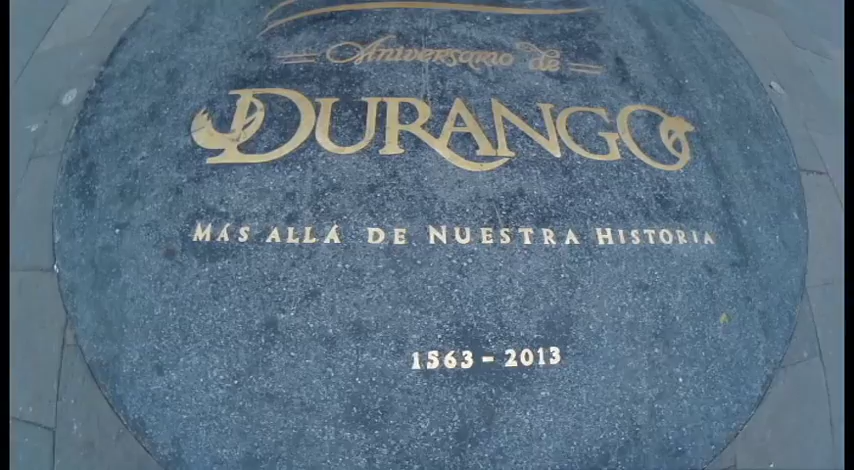 Aniversario de
DURANGO
MÁS ALLÁ DE NUESTRA HISTORIA
1563 - 2013